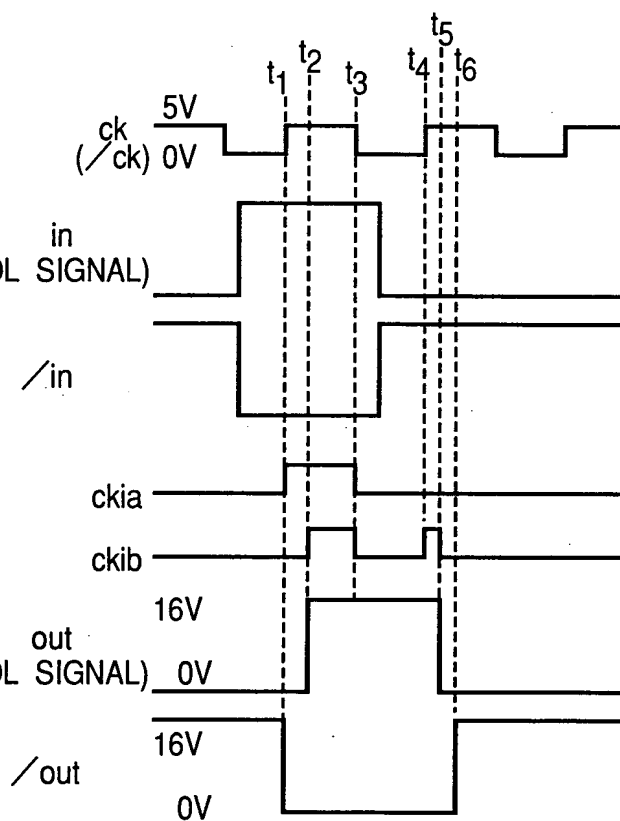 t1 t2 t3 t4 t5 t6
ck 5V
(/ck) 0V
in
OL SIGNAL)
/in
ckia
ckib
16V
out
OL SIGNAL) 0V
16V
/out
0V